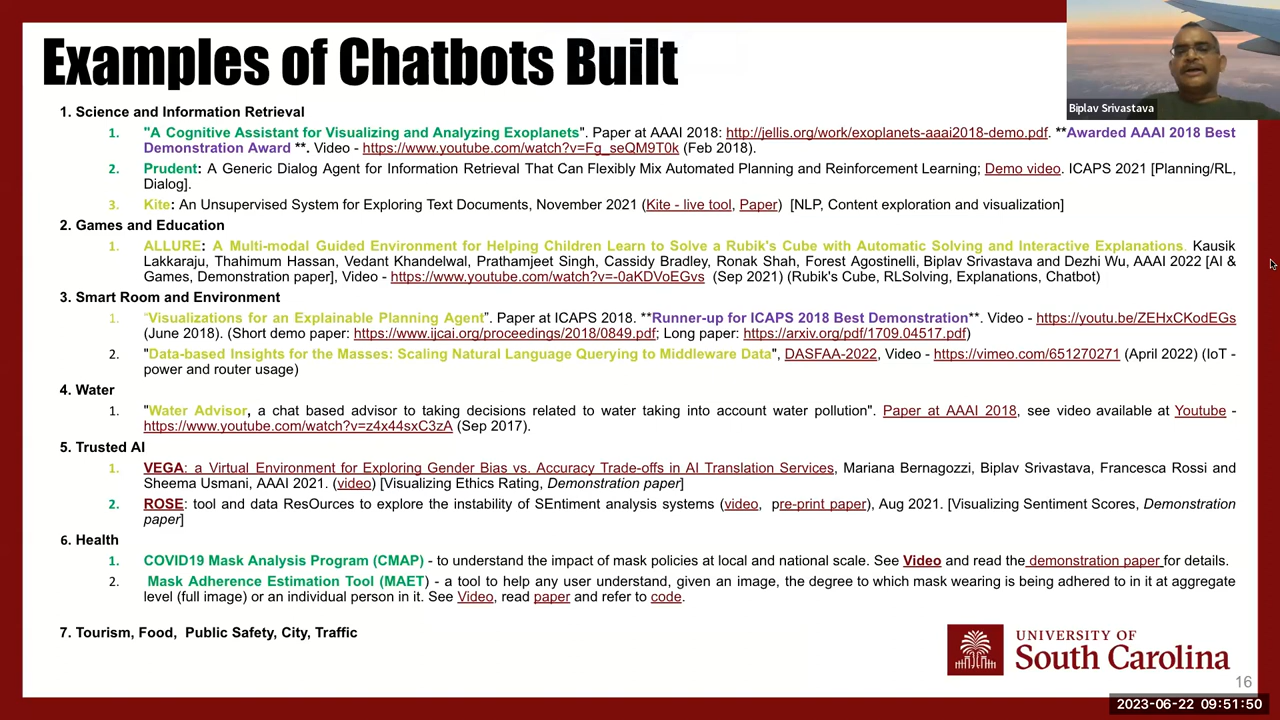 Examples of Chatbots Built
Biplav Srivastava
1. Science and Information Retrieval
1. "A Cognitive Assistant for Visualizing and Analyzing Exoplanets". Paper at AAAI 2018: http://jellis.org/work/exoplanets-aaai2018-demo.pdf. **Awarded AAAI 2018 Best
Demonstration Award **. Video - https://www.youtube.com/watch?v=Fg_seQM9T0k (Feb 2018).
2. Prudent: A Generic Dialog Agent for Information Retrieval That Can Flexibly Mix Automated Planning and Reinforcement Learning; Demo video. ICAPS 2021 [Planning/RL,
Dialog].
3. Kite: An Unsupervised System for Exploring Text Documents, November 2021 (Kite - live tool, Paper) [NLP, Content exploration and visualization]
2. Games and Education
1. ALLURE: A Multi-modal Guided Environment for Helping Children Learn to Solve a Rubik's Cube with Automatic Solving and Interactive Explanations. Kausik
Lakkaraju, Thahimum Hassan, Vedant Khandelwal, Prathamjeet Singh, Cassidy Bradley, Ronak Shah, Forest Agostinelli, Biplav Srivastava and Dezhi Wu, AAAI 2022 [AI &
Games, Demonstration paper], Video - https://www.youtube.com/watch?v=-0aKDVoEGvs (Sep 2021) (Rubik's Cube, RLSolving, Explanations, Chatbot)
3. Smart Room and Environment
1. "Visualizations for an Explainable Planning Agent”. Paper at ICAPS 2018. **Runner-up for ICAPS 2018 Best Demonstration**. Video - https://youtu.be/ZEHxCKodEGs
(June 2018). (Short demo paper: https://www.ijcai.org/proceedings/2018/0849.pdf; Long paper: https://arxiv.org/pdf/1709.04517.pdf)
2. "Data-based Insights for the Masses: Scaling Natural Language Querying to Middleware Data", DASFAA-2022, Video - https://vimeo.com/651270271 (April 2022) (IoT -
power and router usage)
4. Water
1. "Water Advisor, a chat based advisor to taking decisions related to water taking into account water pollution". Paper at AAAI 2018, see video available at Youtube -
https://www.youtube.com/watch?v=z4x44sxC3zA (Sep 2017).
5. Trusted AI
1. VEGA: a Virtual Environment for Exploring Gender Bias vs. Accuracy Trade-offs in AI Translation Services, Mariana Bernagozzi, Biplav Srivastava, Francesca Rossi and
Sheema Usmani, AAAI 2021. (video) [Visualizing Ethics Rating, Demonstration paper]
2. ROSE: tool and data ResOurces to explore the instability of SEntiment analysis systems (video, pre-print paper), Aug 2021. [Visualizing Sentiment Scores, Demonstration
paper]
6. Health
1. COVID19 Mask Analysis Program (CMAP) - to understand the impact of mask policies at local and national scale. See Video and read the demonstration paper for details.
2. Mask Adherence Estimation Tool (MAET) - a tool to help any user understand, given an image, the degree to which mask wearing is being adhered to in it at aggregate
level (full image) or an individual person in it. See Video, read paper and refer to code.
7. Tourism, Food, Public Safety, City, Traffic
UNIVERSITY OF
South Carolina
16
2023-06-22 09:51:50